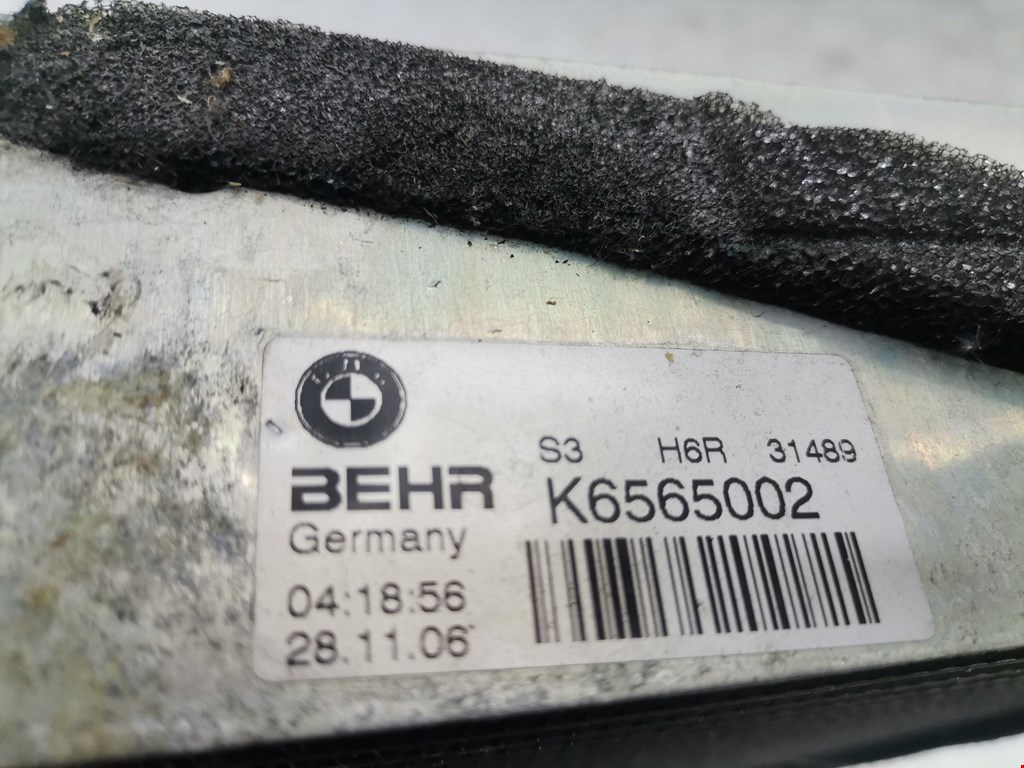 BEHR
Germany
04:18:56
28.11.06
S3 H6R 31489
K6565002